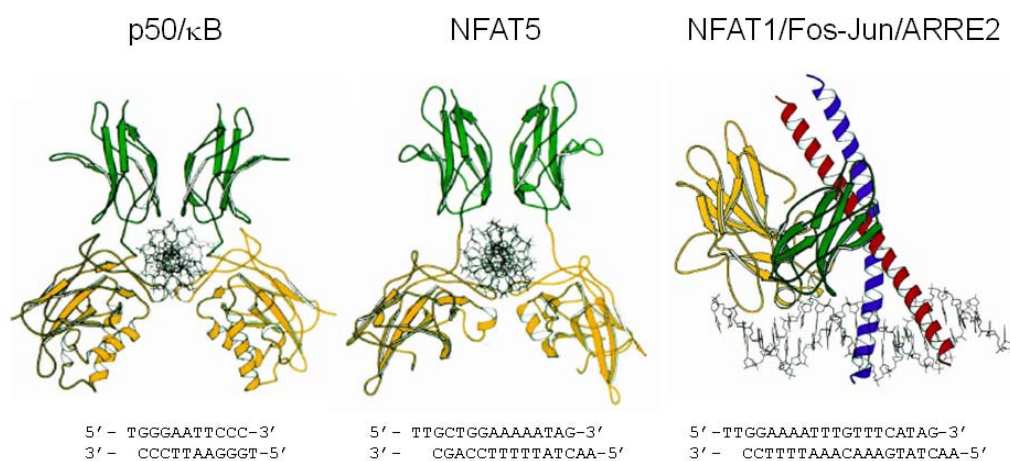 p50/κB
NFAT5
NFAT1/Fos-Jun/ARRE2
5’- TGGGAATTCCC-3’
3’- CCCTTAAGGGT-5’
5’- TTGCTGGAAAAATAG-3’
3’- CGACCTTTTTATCAA-5’
5’-TTGGAAAATTTGTTTCATAG-3’
3’- CCTTTTAAACAAAGTATCAA-5’